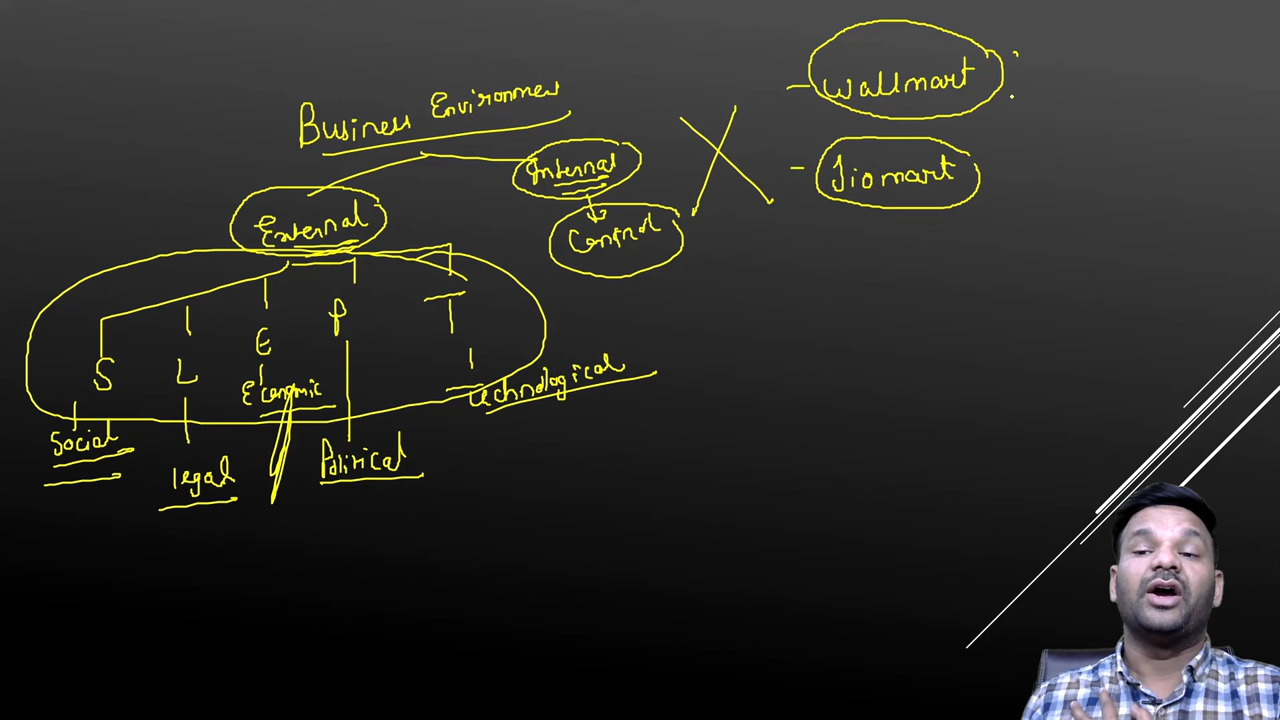 Business Environment
Internal
Control
External
S
L
E
P
T
Social
legal
Economic
Political
technological
- Wallmart
- Jiomart